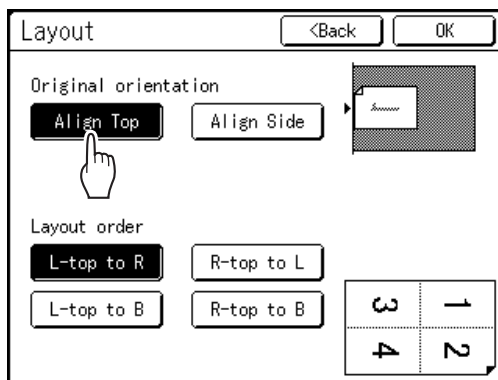 Layout
<Back
OK
Original orientation
Align Top
Align Side
Layout order
L-top to R
R-top to L
L-top to B
R-top to B
3 1
4 2